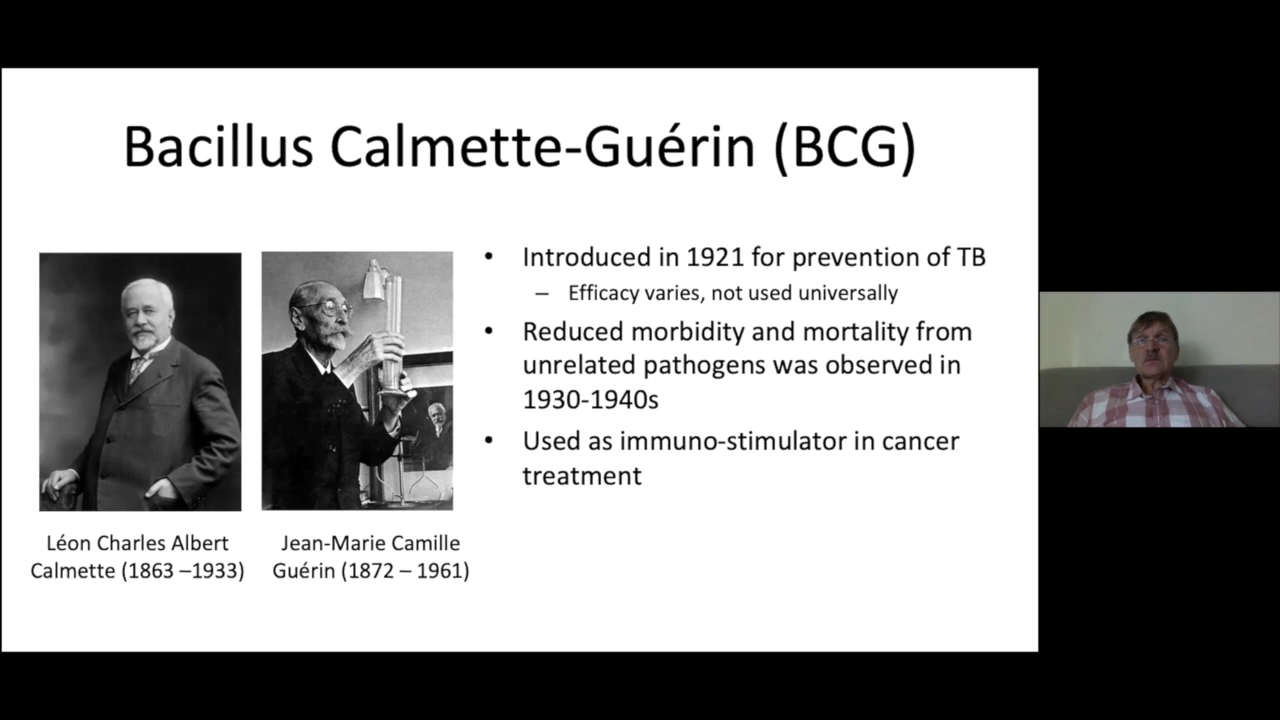 Bacillus Calmette-Guérin (BCG)
• Introduced in 1921 for prevention of TB
– Efficacy varies, not used universally
• Reduced morbidity and mortality from
unrelated pathogens was observed in
1930-1940s
• Used as immuno-stimulator in cancer
treatment
Léon Charles Albert
Calmette (1863 –1933)
Jean-Marie Camille
Guérin (1872 – 1961)